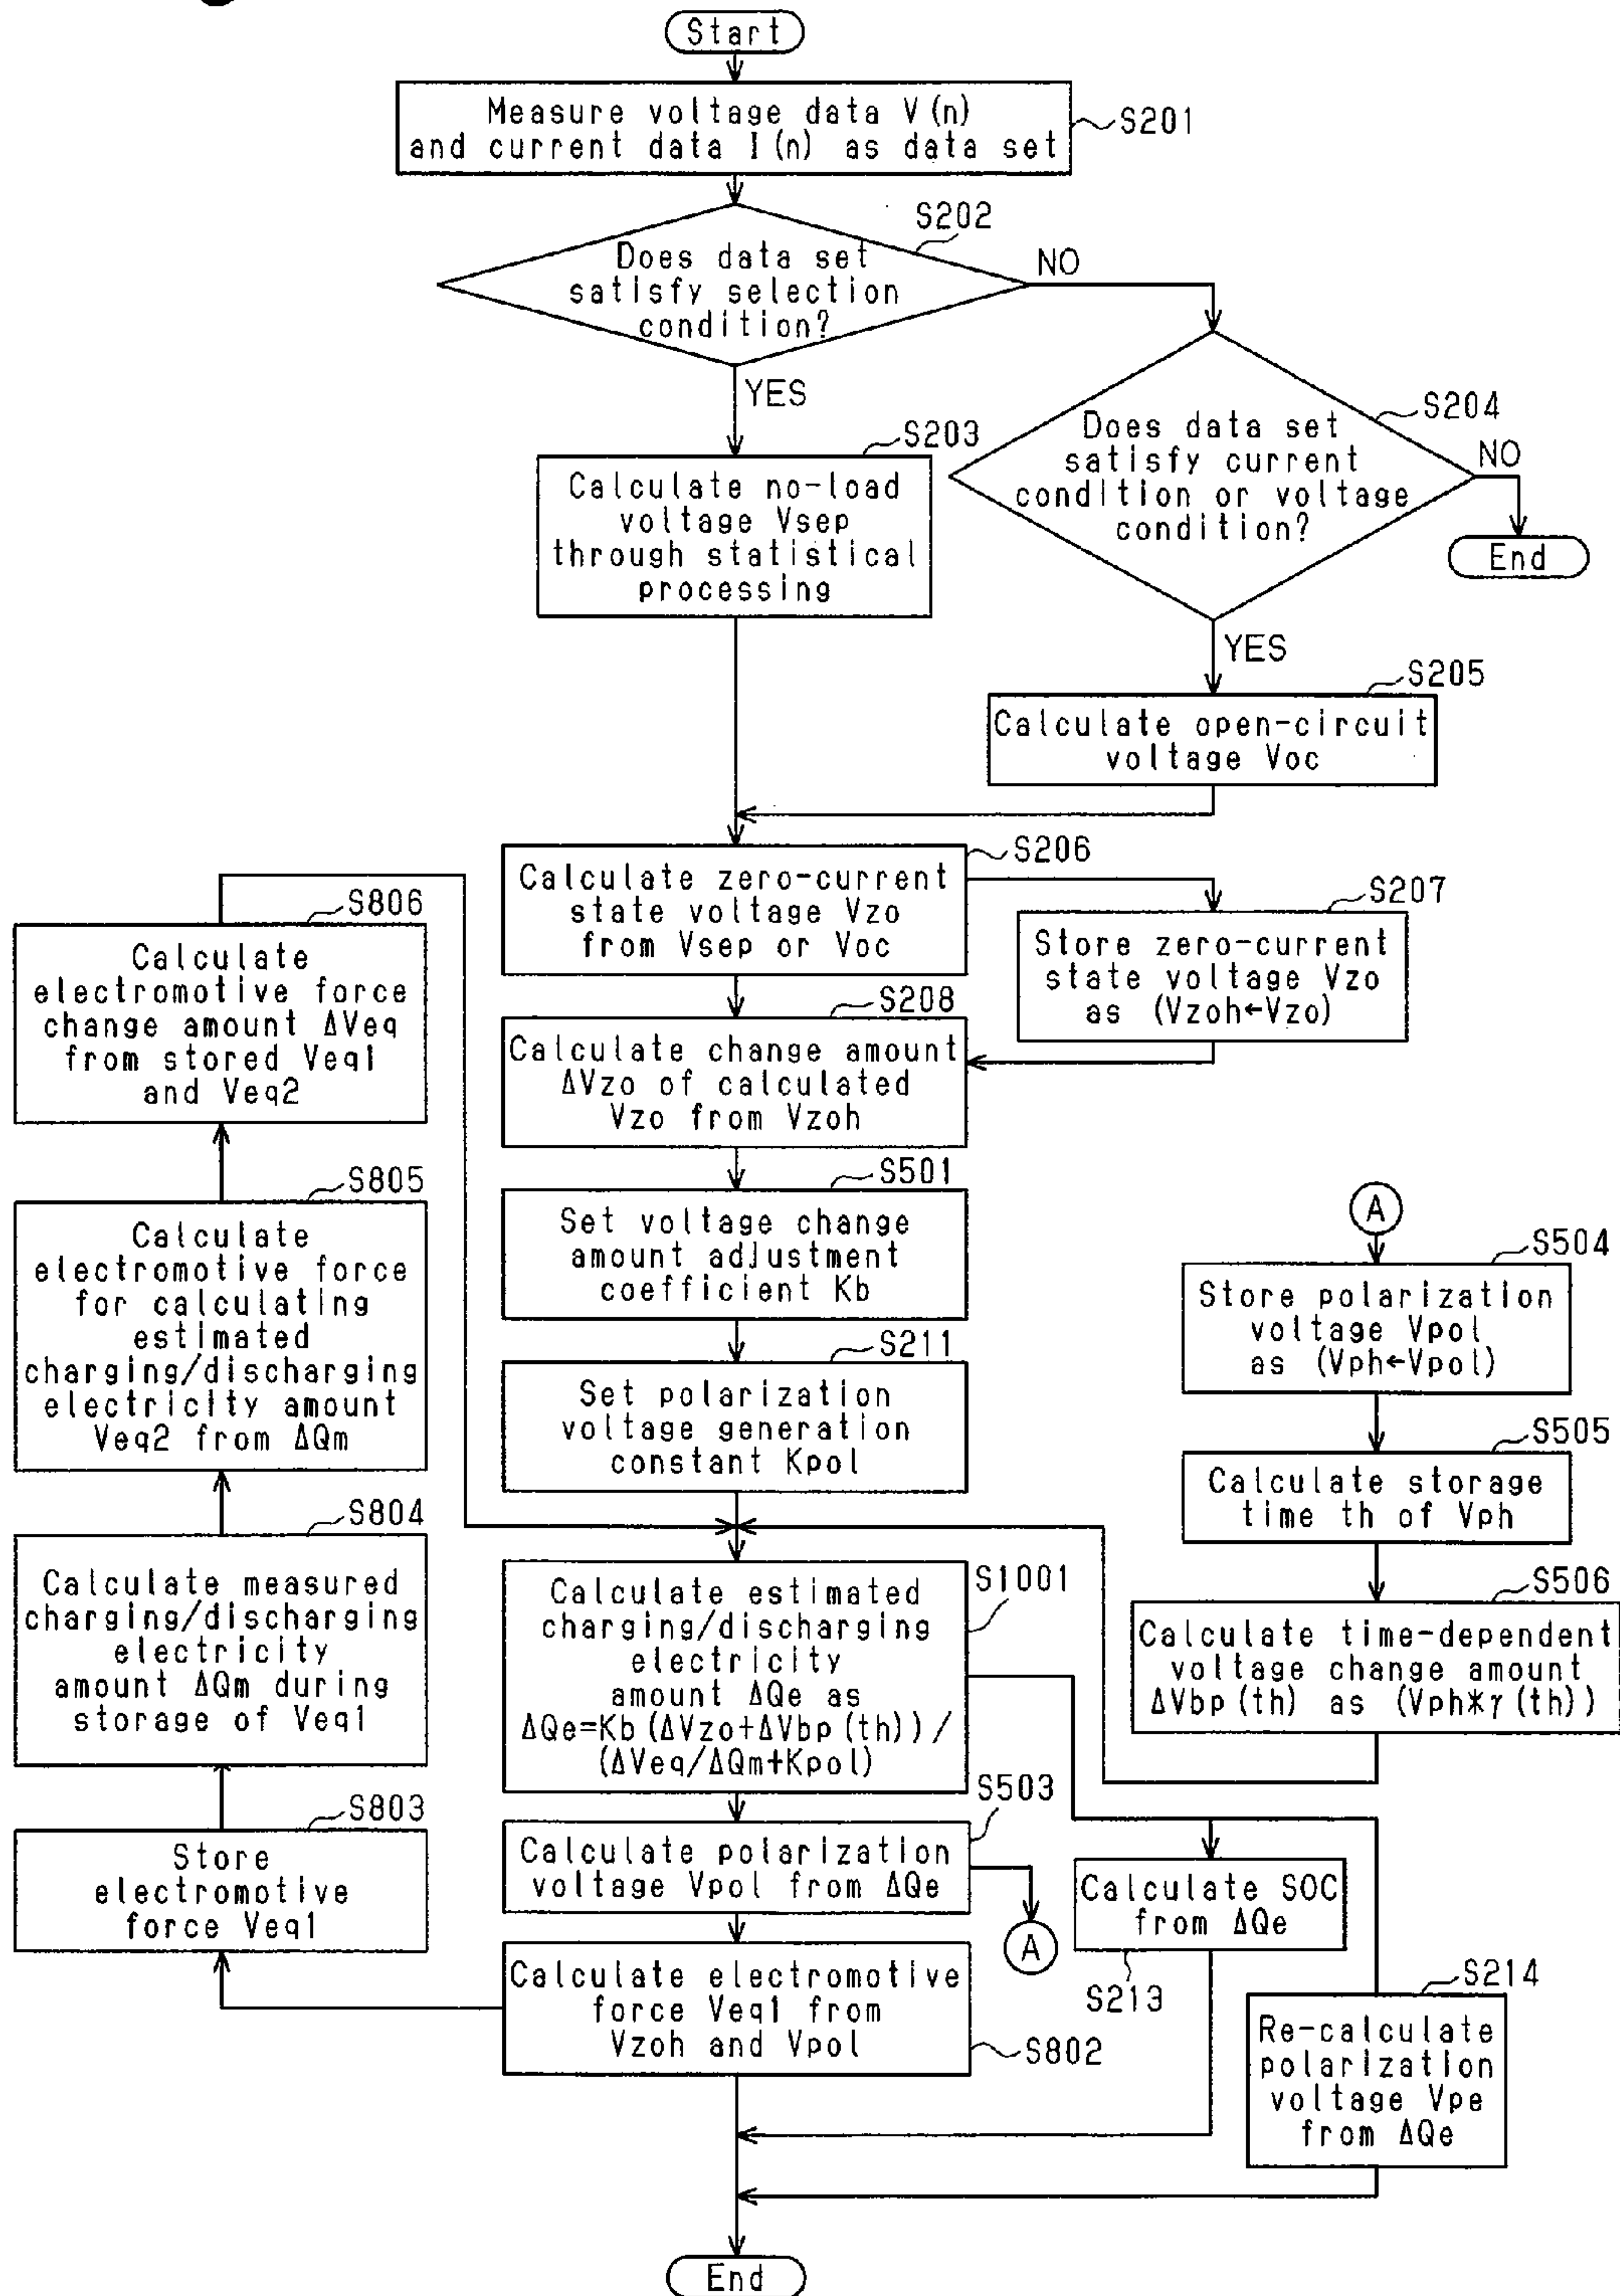 Start
Measure voltage data V(n)
and current data I(n) as data set
S201
S202
Does data set
satisfy selection
condition?
NO
YES
S204
Does data set
satisfy current
condition or voltage
condition?
NO
End
S203
Calculate no-load
voltage Vsep
through statistical
processing
YES
S205
Calculate open-circuit
voltage Voc
S206
Calculate zero-current
state voltage Vzo
from Vsep or Voc
S207
Store zero-current
state voltage Vzo
as (Vzoh←Vzo)
S208
Calculate change amount
ΔVzo of calculated
Vzo from Vzoh
S501
Set voltage change
amount adjustment
coefficient Kb
S211
Set polarization
voltage generation
constant Kpol
S806
Calculate
electromotive force
change amount ΔVeq
from stored Veq1
and Veq2
S805
Calculate
electromotive force
for calculating
estimated
charging/discharging
electricity amount
Veq2 from ΔQm
S804
Calculate measured
charging/discharging
electricity
amount ΔQm during
storage of Veq1
S803
Store
electromotive
force Veq1
A
S504
Store polarization
voltage Vpol
as (Vph←Vpol)
S505
Calculate storage
time th of Vph
S506
Calculate time-dependent
voltage change amount
ΔVbp(th) as (Vph*γ(th))
S1001
Calculate estimated
charging/discharging
electricity
amount ΔQe as
ΔQe=Kb(ΔVzo+ΔVbp(th))/
(ΔVeq/ΔQm+Kpol)
S503
Calculate polarization
voltage Vpol from ΔQe
A
Calculate SOC
from ΔQe
S213
Calculate electromotive
force Veq1 from
Vzoh and Vpol
S802
S214
Re-calculate
polarization
voltage Vpe
from ΔQe
End